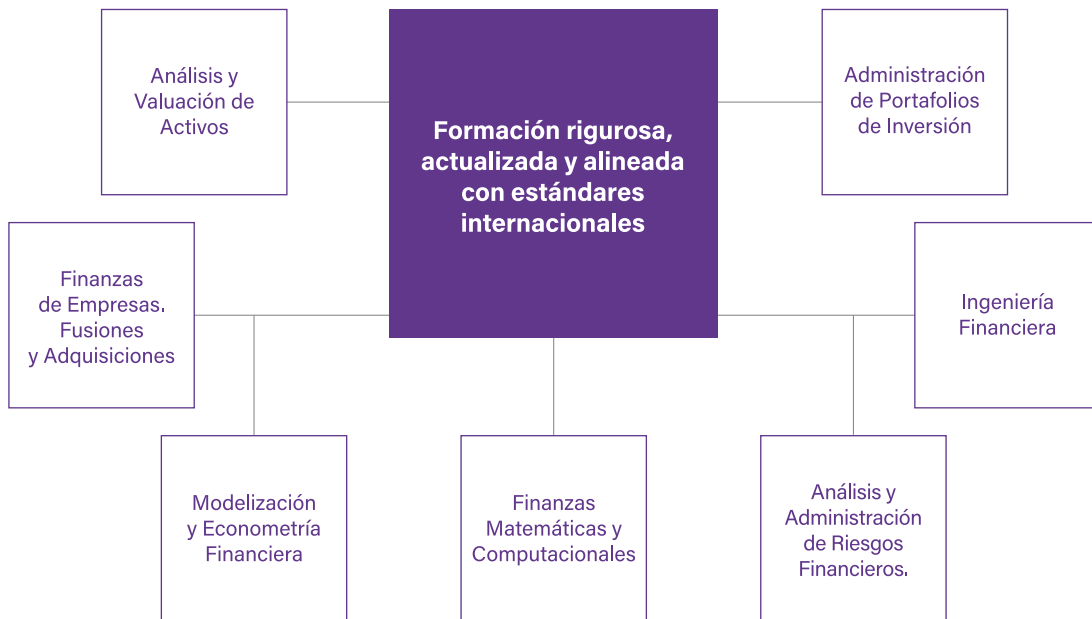 Análisis y
Valuación de
Activos
Formación rigurosa,
actualizada y alineada
con estándares
internacionales
Administración
de Portafolios
de Inversión
Finanzas
de Empresas.
Fusiones
y Adquisiciones
Ingeniería
Financiera
Modelización
y Econometría
Financiera
Finanzas
Matemáticas y
Computacionales
Análisis y
Administración
de Riesgos
Financieros.